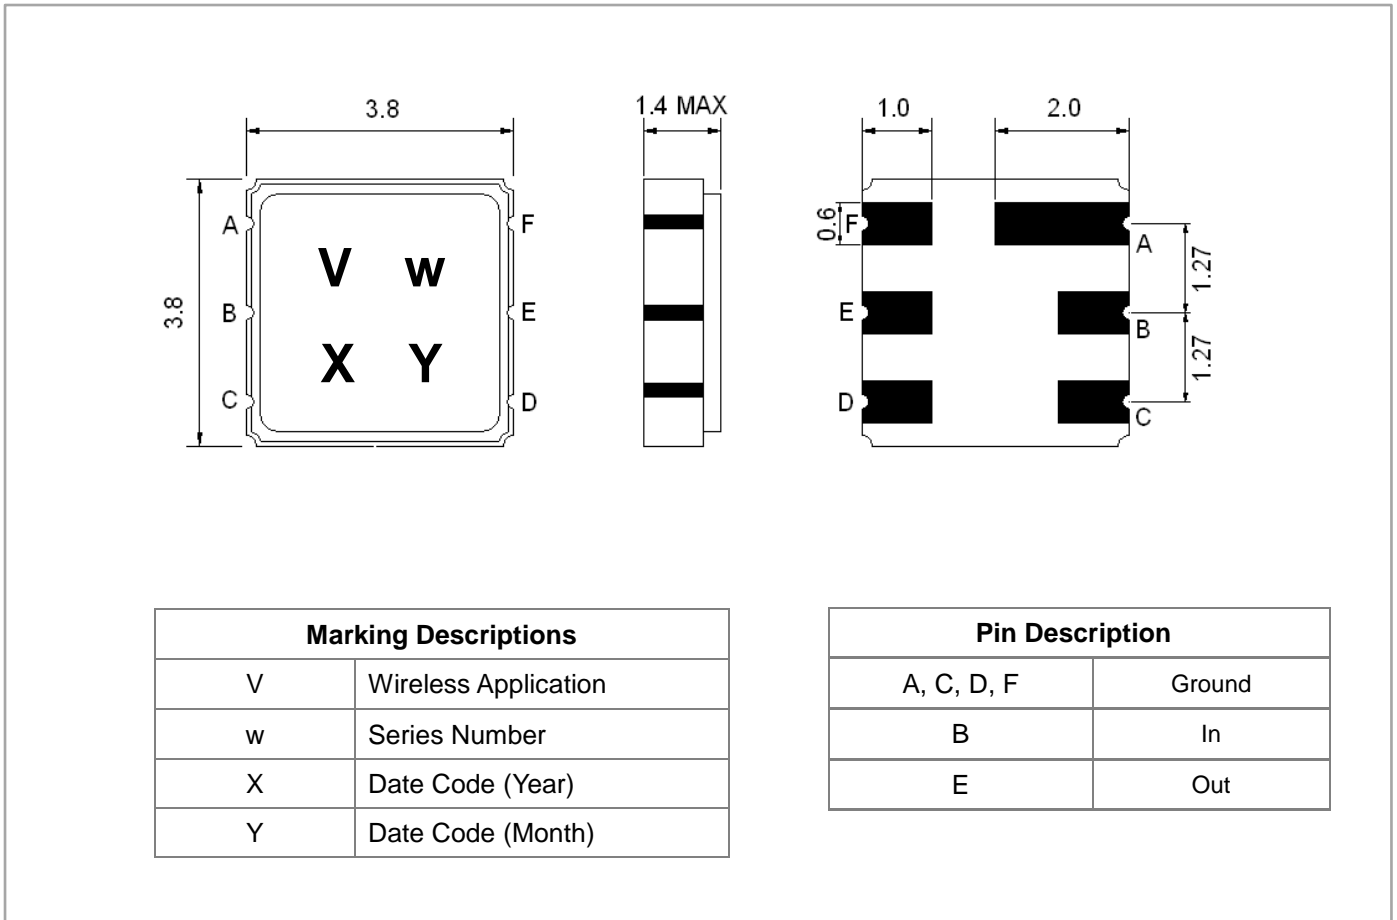 3.8
1.4 MAX
1.0
2.0
3.8
A
F
B
E
C
D
V w
X Y
0.6
F
A
E
B
D
C
1.27
1.27
Marking Descriptions
V Wireless Application
w Series Number
X Date Code (Year)
Y Date Code (Month)
Pin Description
A, C, D, F Ground
B In
E Out